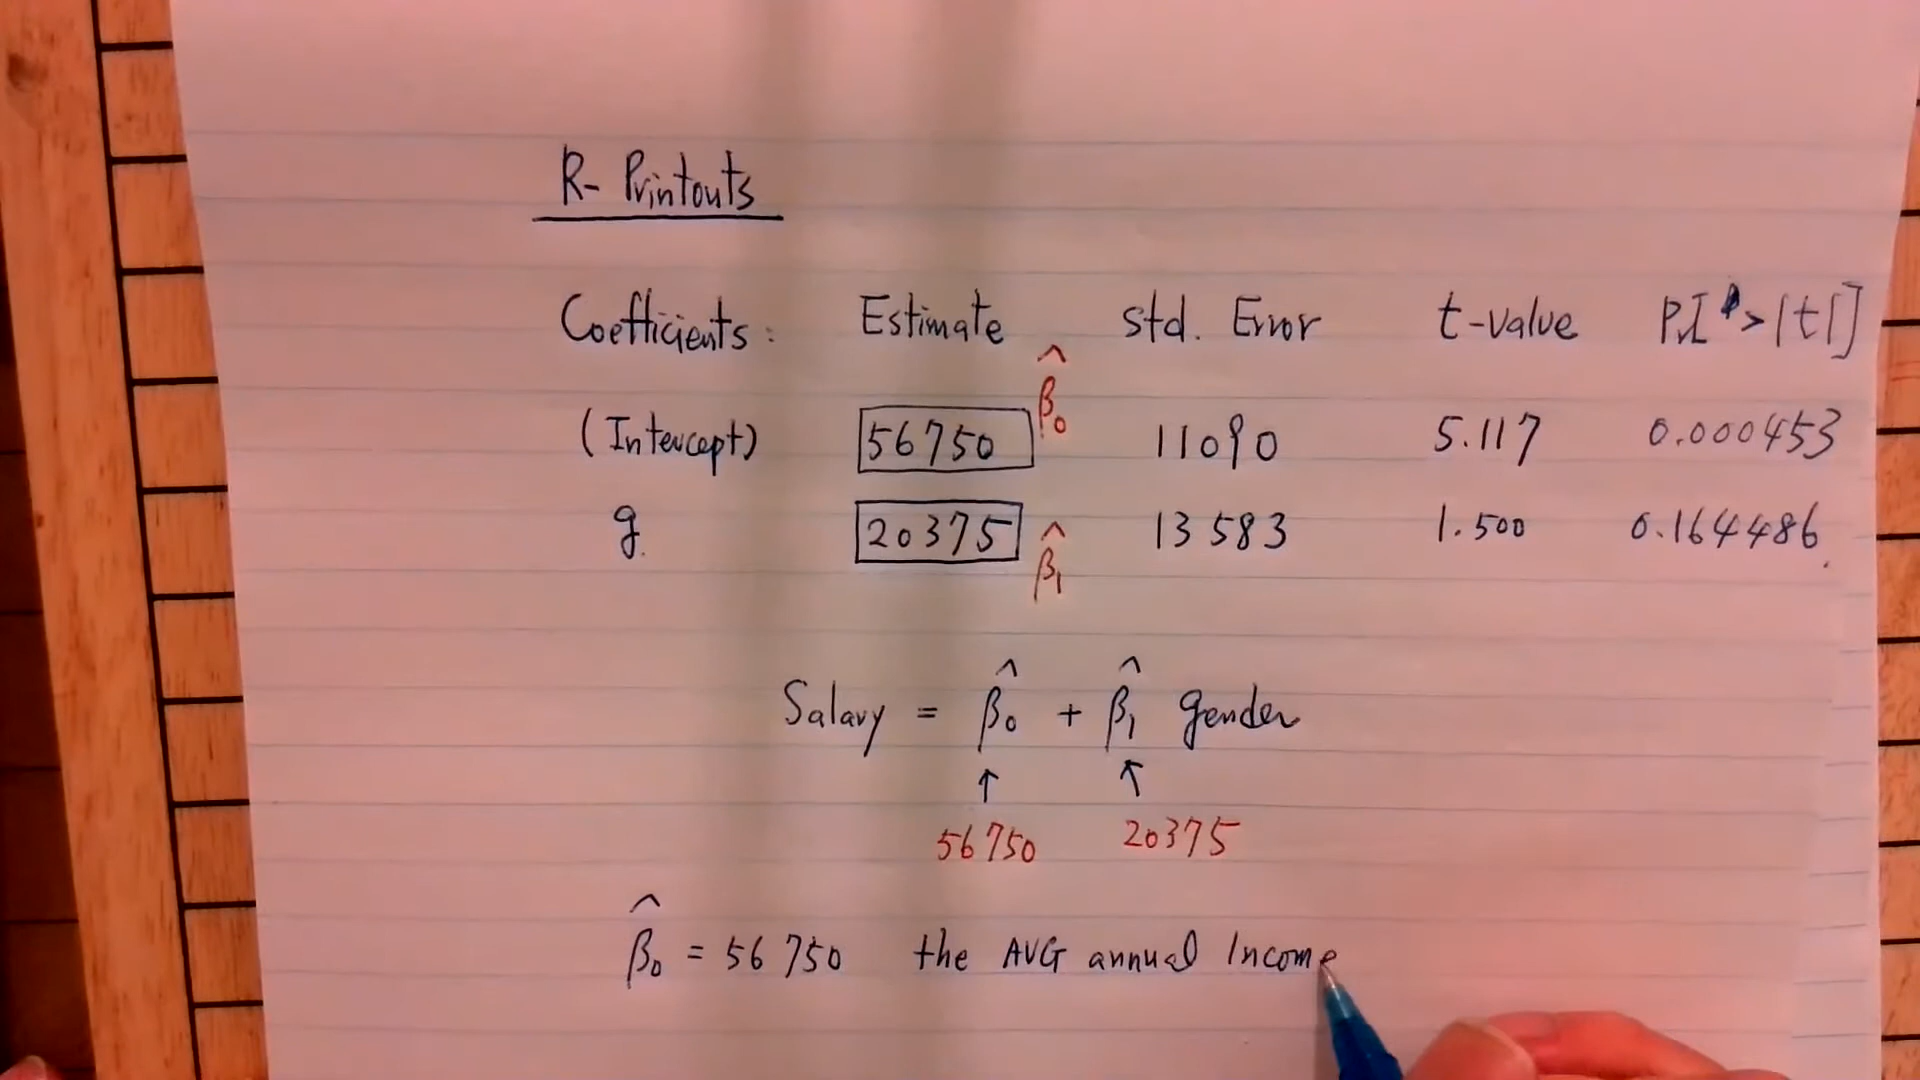 R- Printouts
Coefficients: Estimate std. Error t-value P[ > |t|]
(Intercept) 56750 β̂0 11090 5.117 0.000453
g. 20375 β̂1 13583 1.500 0.164486.
Salary = β̂0 + β̂1 gender
↑ ↑
56750 20375
β̂0 = 56750 the AVG annual Income